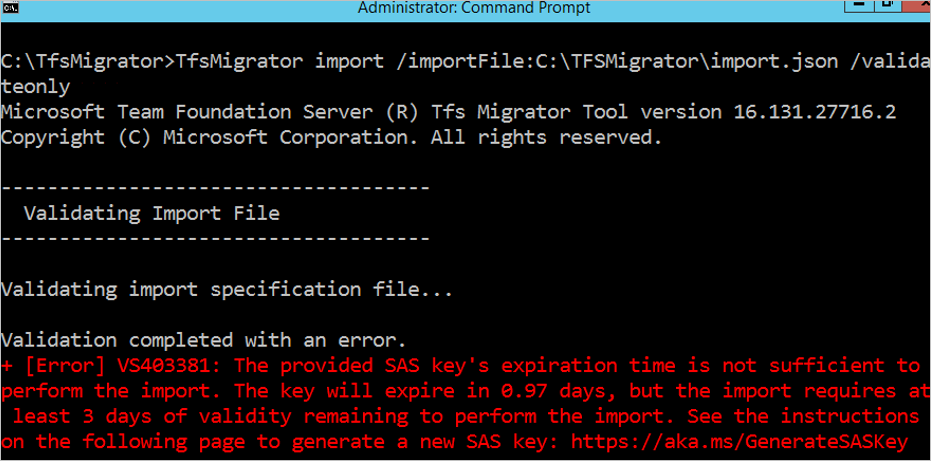 Administrator: Command Prompt
C:\TfsMigrator>TfsMigrator import /importFile:C:\TFSMigrator\import.json /valida
teonly
Microsoft Team Foundation Server (R) Tfs Migrator Tool version 16.131.27716.2
Copyright (C) Microsoft Corporation. All rights reserved.
-------------------------------------
Validating Import File
-------------------------------------
Validating import specification file...
Validation completed with an error.
+ [Error] VS403381: The provided SAS key's expiration time is not sufficient to
perform the import. The key will expire in 0.97 days, but the import requires at
least 3 days of validity remaining to perform the import. See the instructions
on the following page to generate a new SAS key: https://aka.ms/GenerateSASKey